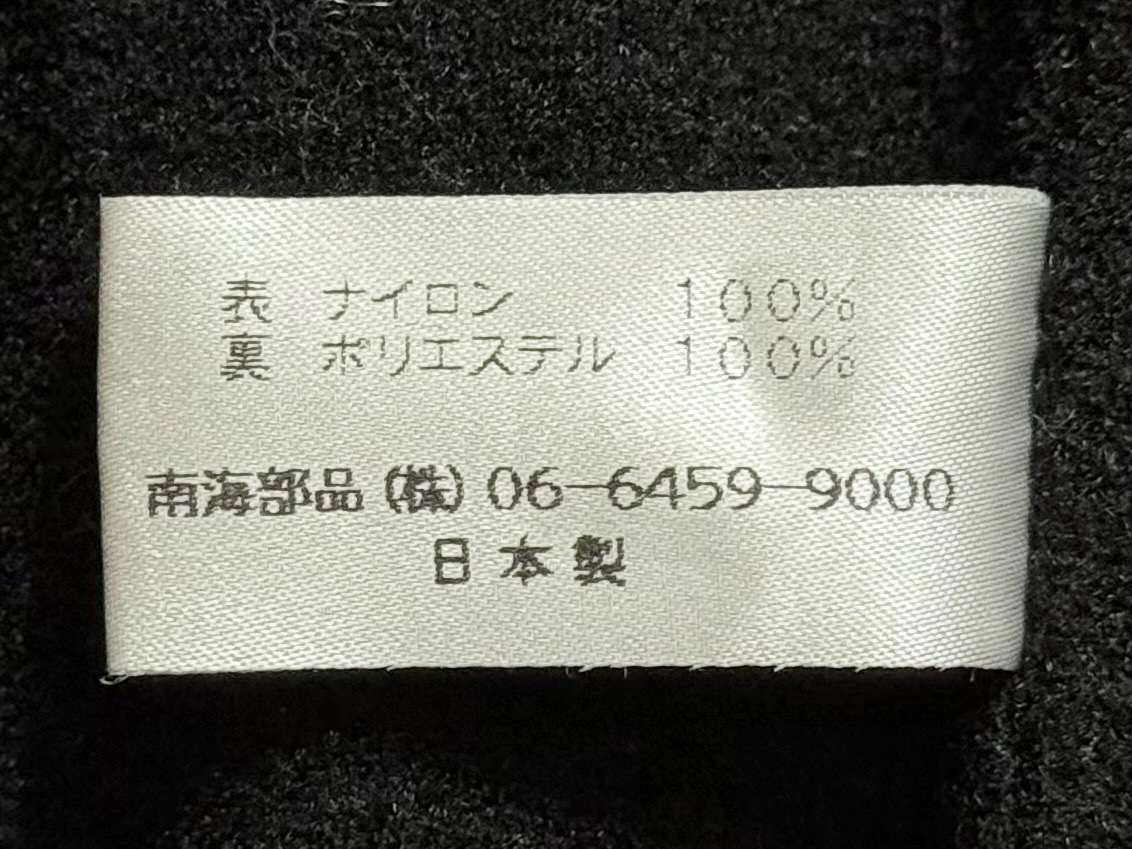 表 ナイロン 100%
裏 ポリエステル 100%
南海部品(株)06-6459-9000
日本製